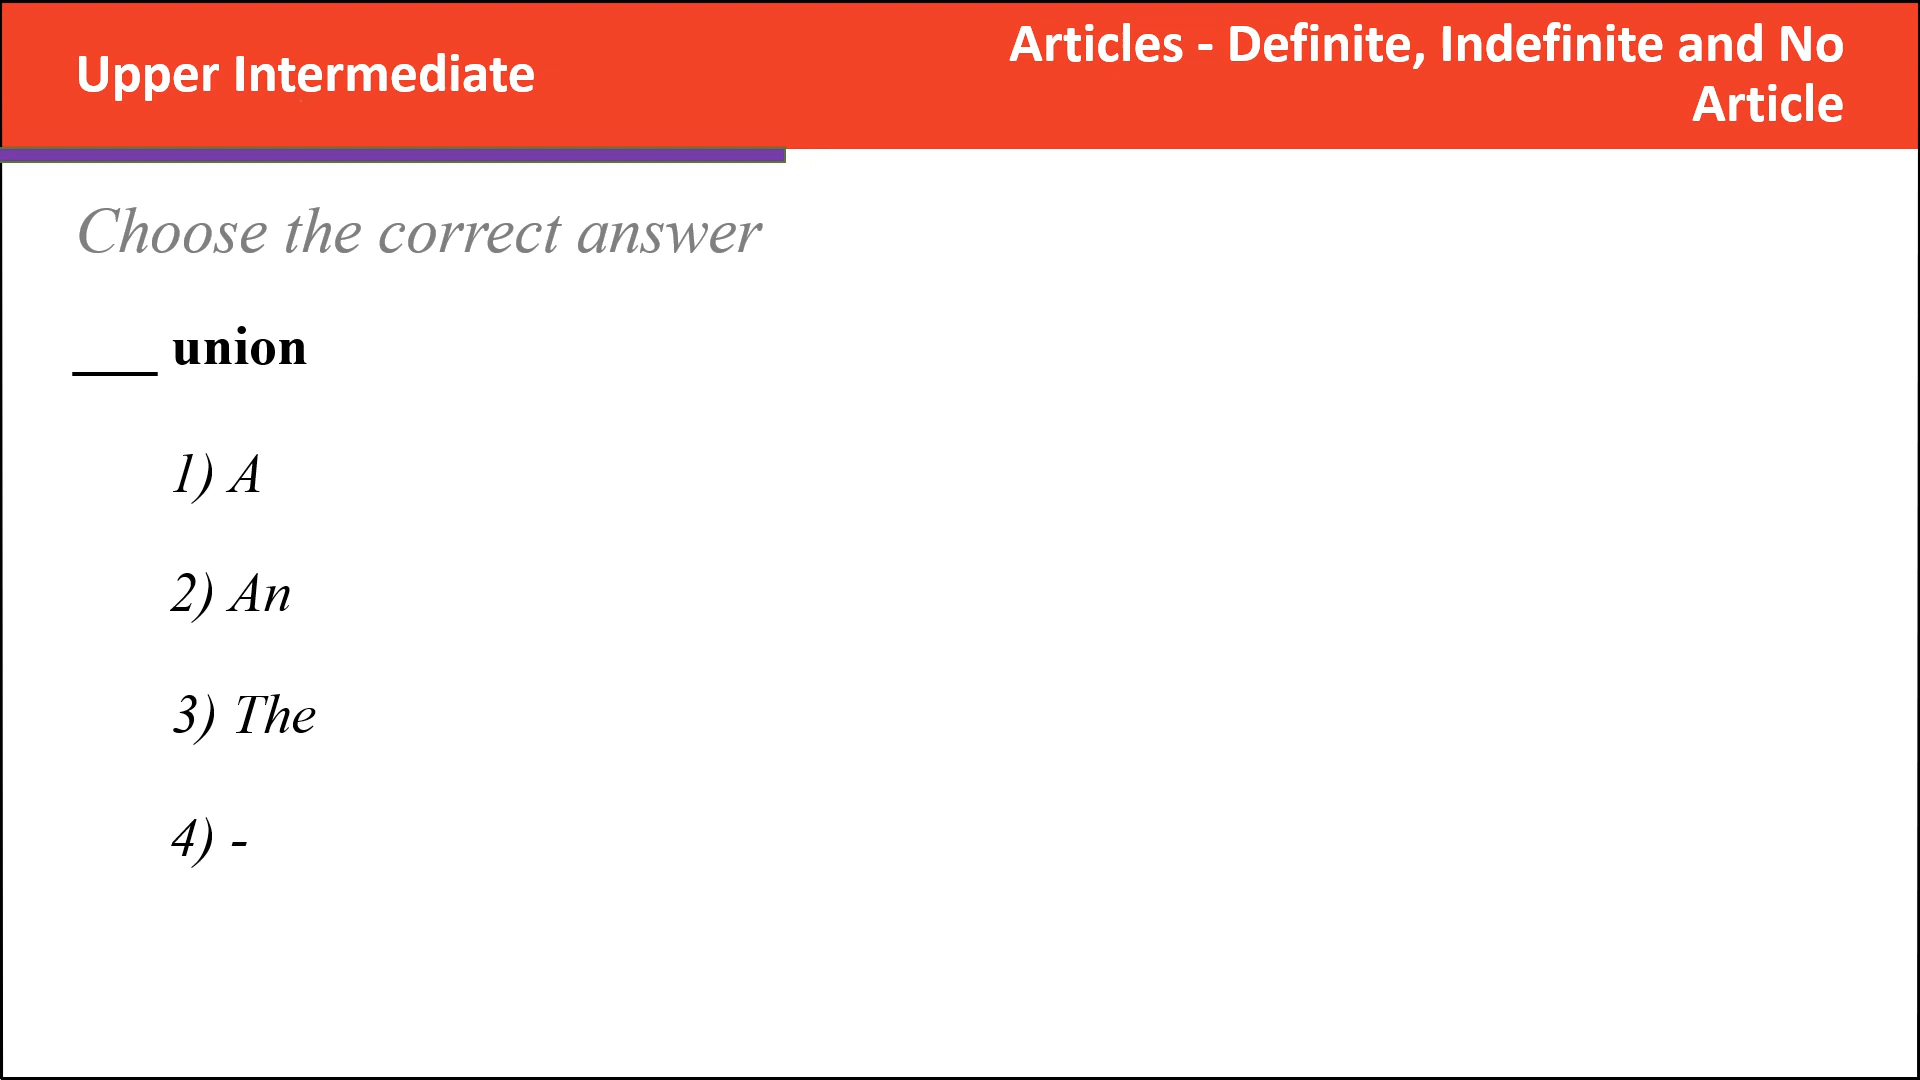 Upper Intermediate
Articles - Definite, Indefinite and No
Article
Choose the correct answer
___ union
1) A
2) An
3) The
4) -